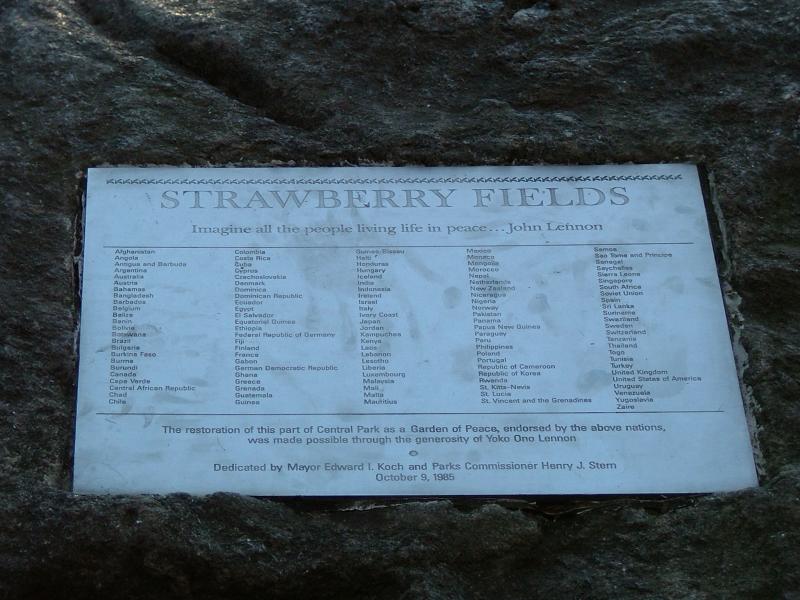 STRAWBERRY FIELDS
Imagine all the people living life in peace...John Lennon
Afghanistan
Angola
Antigua and Barbuda
Argentina
Australia
Austria
Bahamas
Bangladesh
Barbados
Belgium
Belize
Benin
Bolivia
Botswana
Brazil
Bulgaria
Burkina Faso
Burma
Burundi
Canada
Cape Verde
Central African Republic
Chad
Chile
Colombia
Costa Rica
Cuba
Cyprus
Czechoslovakia
Denmark
Dominica
Dominican Republic
Ecuador
Egypt
El Salvador
Equatorial Guinea
Ethiopia
Federal Republic of Germany
Fiji
Finland
France
Gabon
German Democratic Republic
Ghana
Greece
Grenada
Guatemala
Guinea
Guinea-Bissau
Haiti
Honduras
Hungary
Iceland
India
Indonesia
Ireland
Israel
Italy
Ivory Coast
Japan
Jordan
Kampuchea
Kenya
Laos
Lebanon
Lesotho
Liberia
Luxembourg
Malaysia
Mali
Malta
Mauritius
Mexico
Monaco
Mongolia
Morocco
Nepal
Netherlands
New Zealand
Nicaragua
Nigeria
Norway
Pakistan
Panama
Papua New Guinea
Paraguay
Peru
Philippines
Poland
Portugal
Republic of Cameroon
Republic of Korea
Rwanda
St. Kitts-Nevis
St. Lucia
St. Vincent and the Grenadines
Samoa
Sao Tome and Principe
Senegal
Seychelles
Sierra Leone
Singapore
South Africa
Soviet Union
Spain
Sri Lanka
Suriname
Swaziland
Sweden
Switzerland
Tanzania
Thailand
Togo
Tunisia
Turkey
United Kingdom
United States of America
Uruguay
Venezuela
Yugoslavia
Zaire
The restoration of this part of Central Park as a Garden of Peace, endorsed by the above nations,
was made possible through the generosity of Yoko Ono Lennon
Dedicated by Mayor Edward I. Koch and Parks Commissioner Henry J. Stern
October 9, 1985